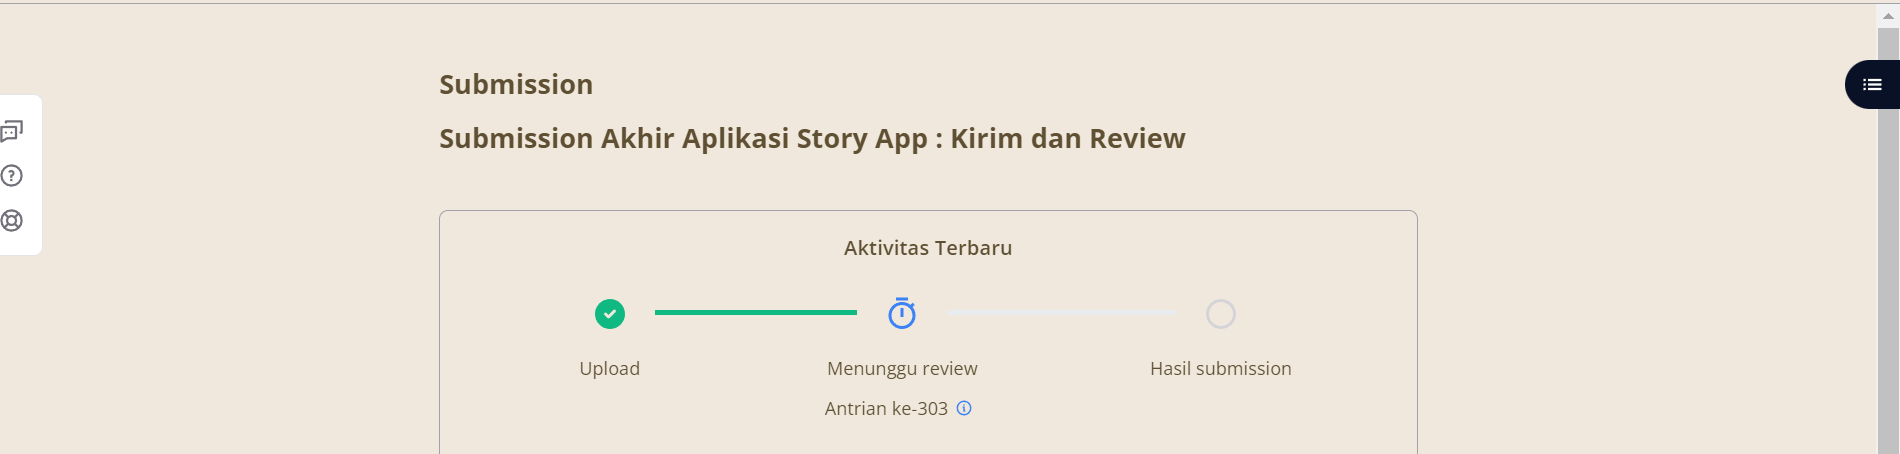 Submission
Submission Akhir Aplikasi Story App : Kirim dan Review
Aktivitas Terbaru
Upload
Menunggu review
Hasil submission
Antrian ke-303